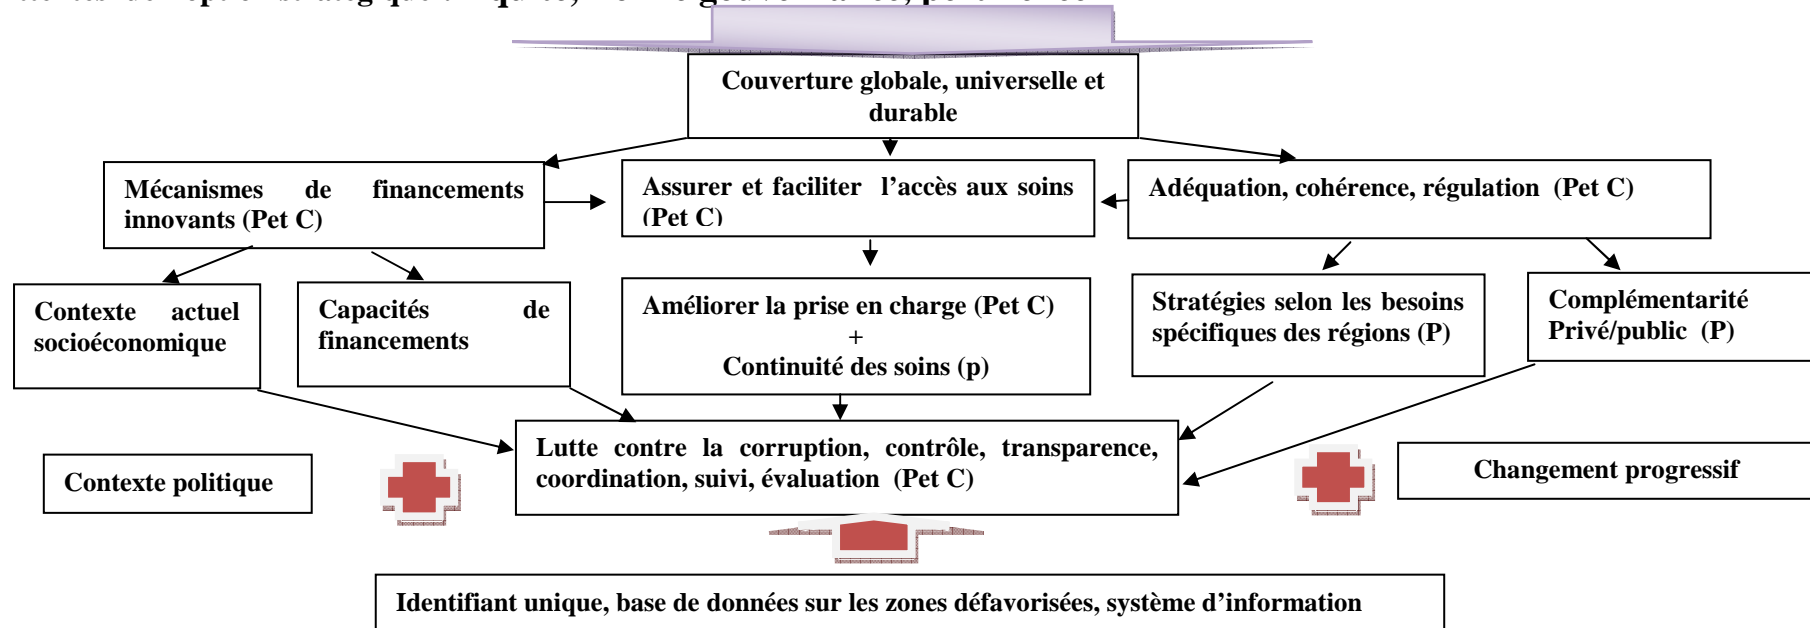 Couverture globale, universelle et
durable
Mécanismes de financements
innovants (Pet C)
Assurer et faciliter l’accès aux soins
(Pet C)
Adéquation, cohérence, régulation (Pet C)
Contexte actuel
socioéconomique
Capacités de
financements
Améliorer la prise en charge (Pet C)
+
Continuité des soins (p)
Stratégies selon les besoins
spécifiques des régions (P)
Complémentarité
Privé/public (P)
Lutte contre la corruption, contrôle, transparence,
coordination, suivi, évaluation (Pet C)
Contexte politique
Changement progressif
Identifiant unique, base de données sur les zones défavorisées, système d’information